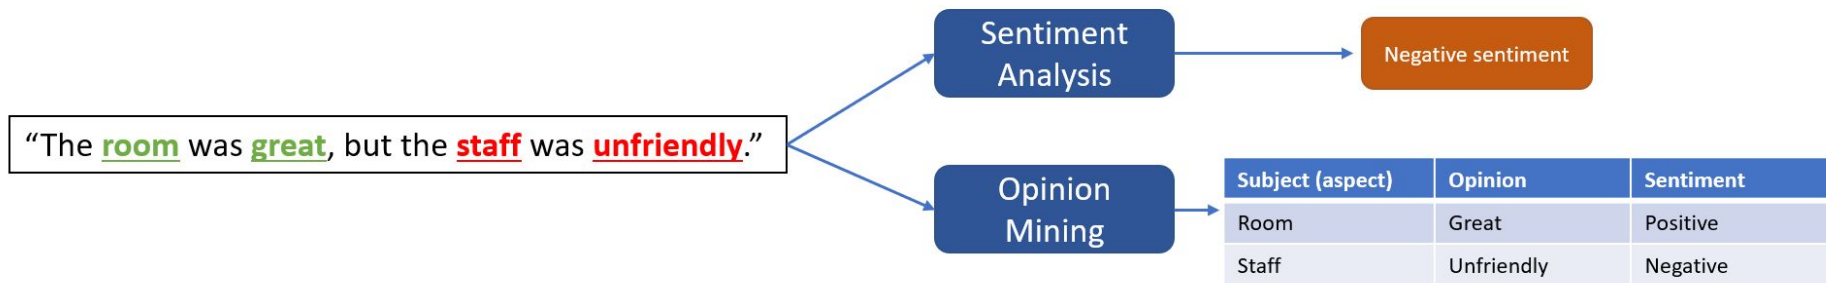 Sentiment
Analysis
Negative sentiment
“The room was great, but the staff was unfriendly.”
Opinion
Mining
Subject (aspect) Opinion Sentiment
Room Great Positive
Staff Unfriendly Negative